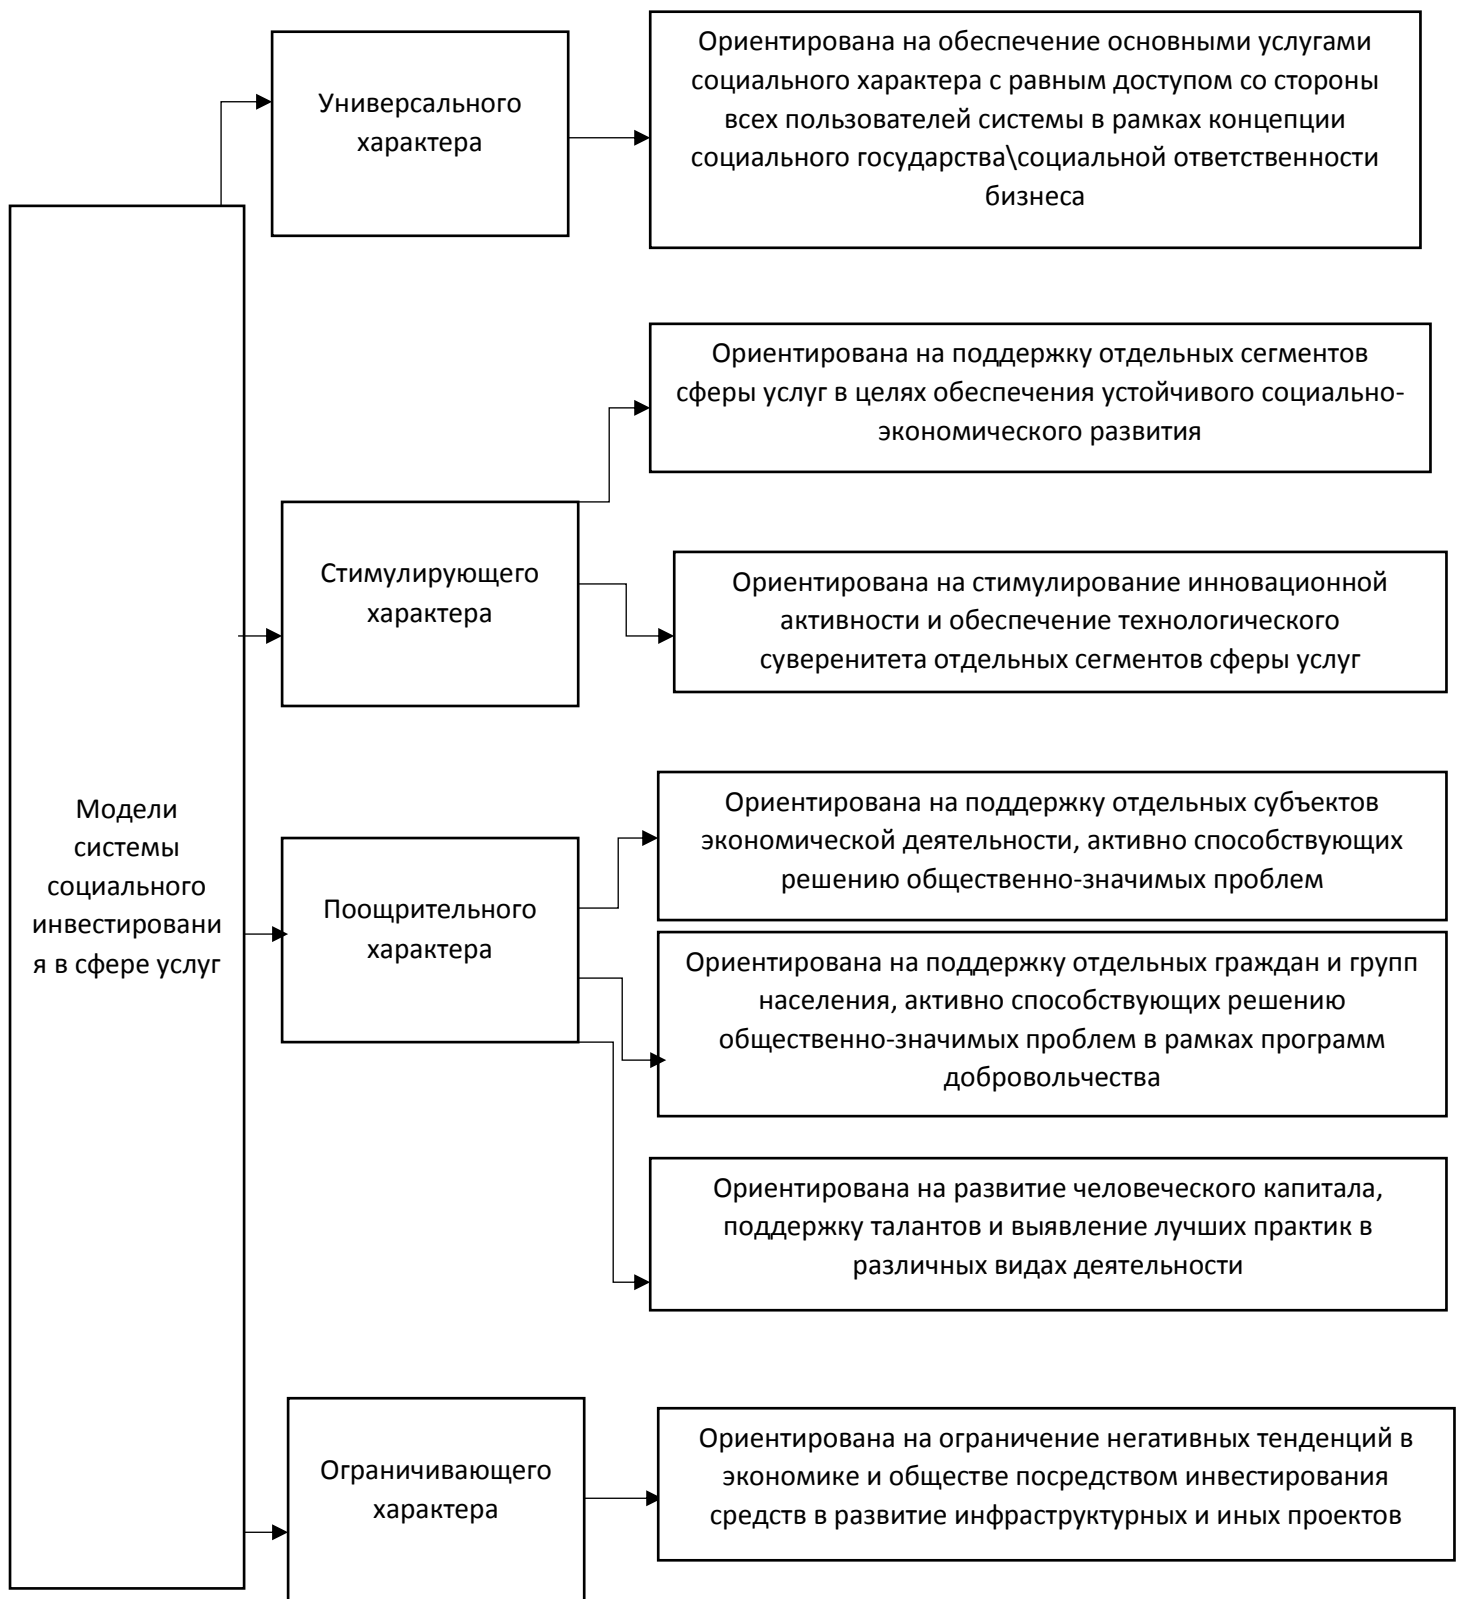 Универсального
характера
Ориентирована на обеспечение основными услугами
социального характера с равным доступом со стороны
всех пользователей системы в рамках концепции
социального государства\социальной ответственности
бизнеса
Ориентирована на поддержку отдельных сегментов
сферы услуг в целях обеспечения устойчивого социально-
экономического развития
Стимулирующего
характера
Ориентирована на стимулирование инновационной
активности и обеспечение технологического
суверенитета отдельных сегментов сферы услуг
Модели
системы
социального
инвестировани
я в сфере услуг
Поощрительного
характера
Ориентирована на поддержку отдельных субъектов
экономической деятельности, активно способствующих
решению общественно-значимых проблем
Ориентирована на поддержку отдельных граждан и групп
населения, активно способствующих решению
общественно-значимых проблем в рамках программ
добровольчества
Ориентирована на развитие человеческого капитала,
поддержку талантов и выявление лучших практик в
различных видах деятельности
Ограничивающего
характера
Ориентирована на ограничение негативных тенденций в
экономике и обществе посредством инвестирования
средств в развитие инфраструктурных и иных проектов